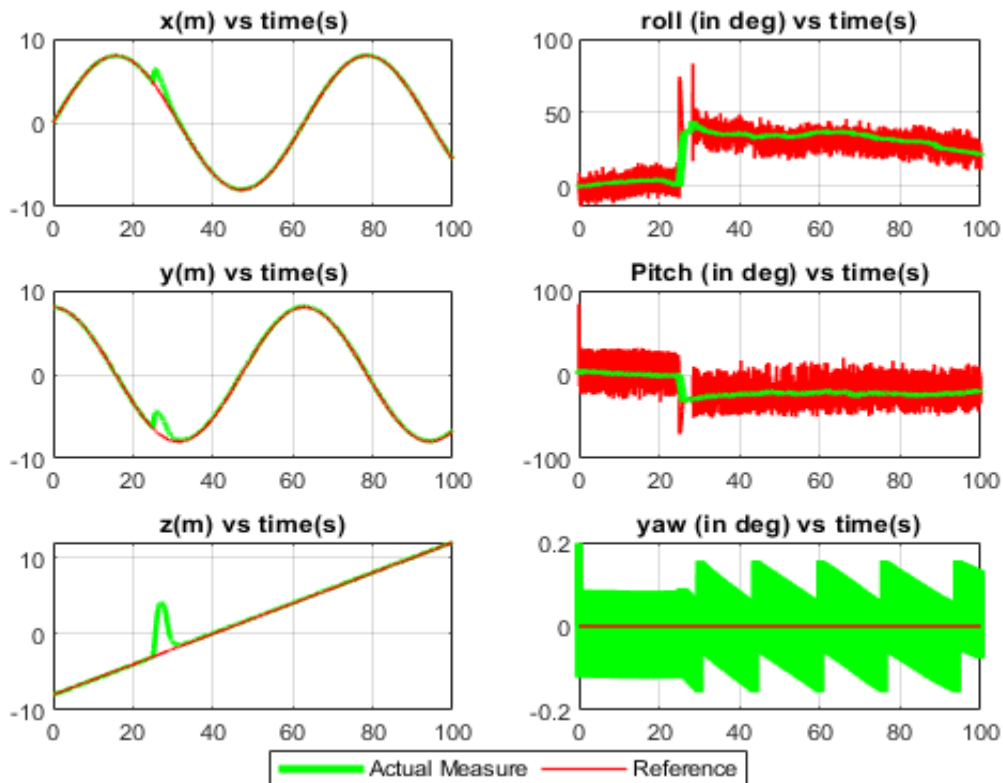 x(m) vs time(s)
10
0
-10
0 20 40 60 80 100
roll (in deg) vs time(s)
100
50
0
0 20 40 60 80 100
y(m) vs time(s)
10
0
-10
0 20 40 60 80 100
Pitch (in deg) vs time(s)
100
0
-100
0 20 40 60 80 100
z(m) vs time(s)
10
0
-10
0 20 40 60 80 100
yaw (in deg) vs time(s)
0.2
0
-0.2
0 20 40 60 80 100
Actual Measure Reference